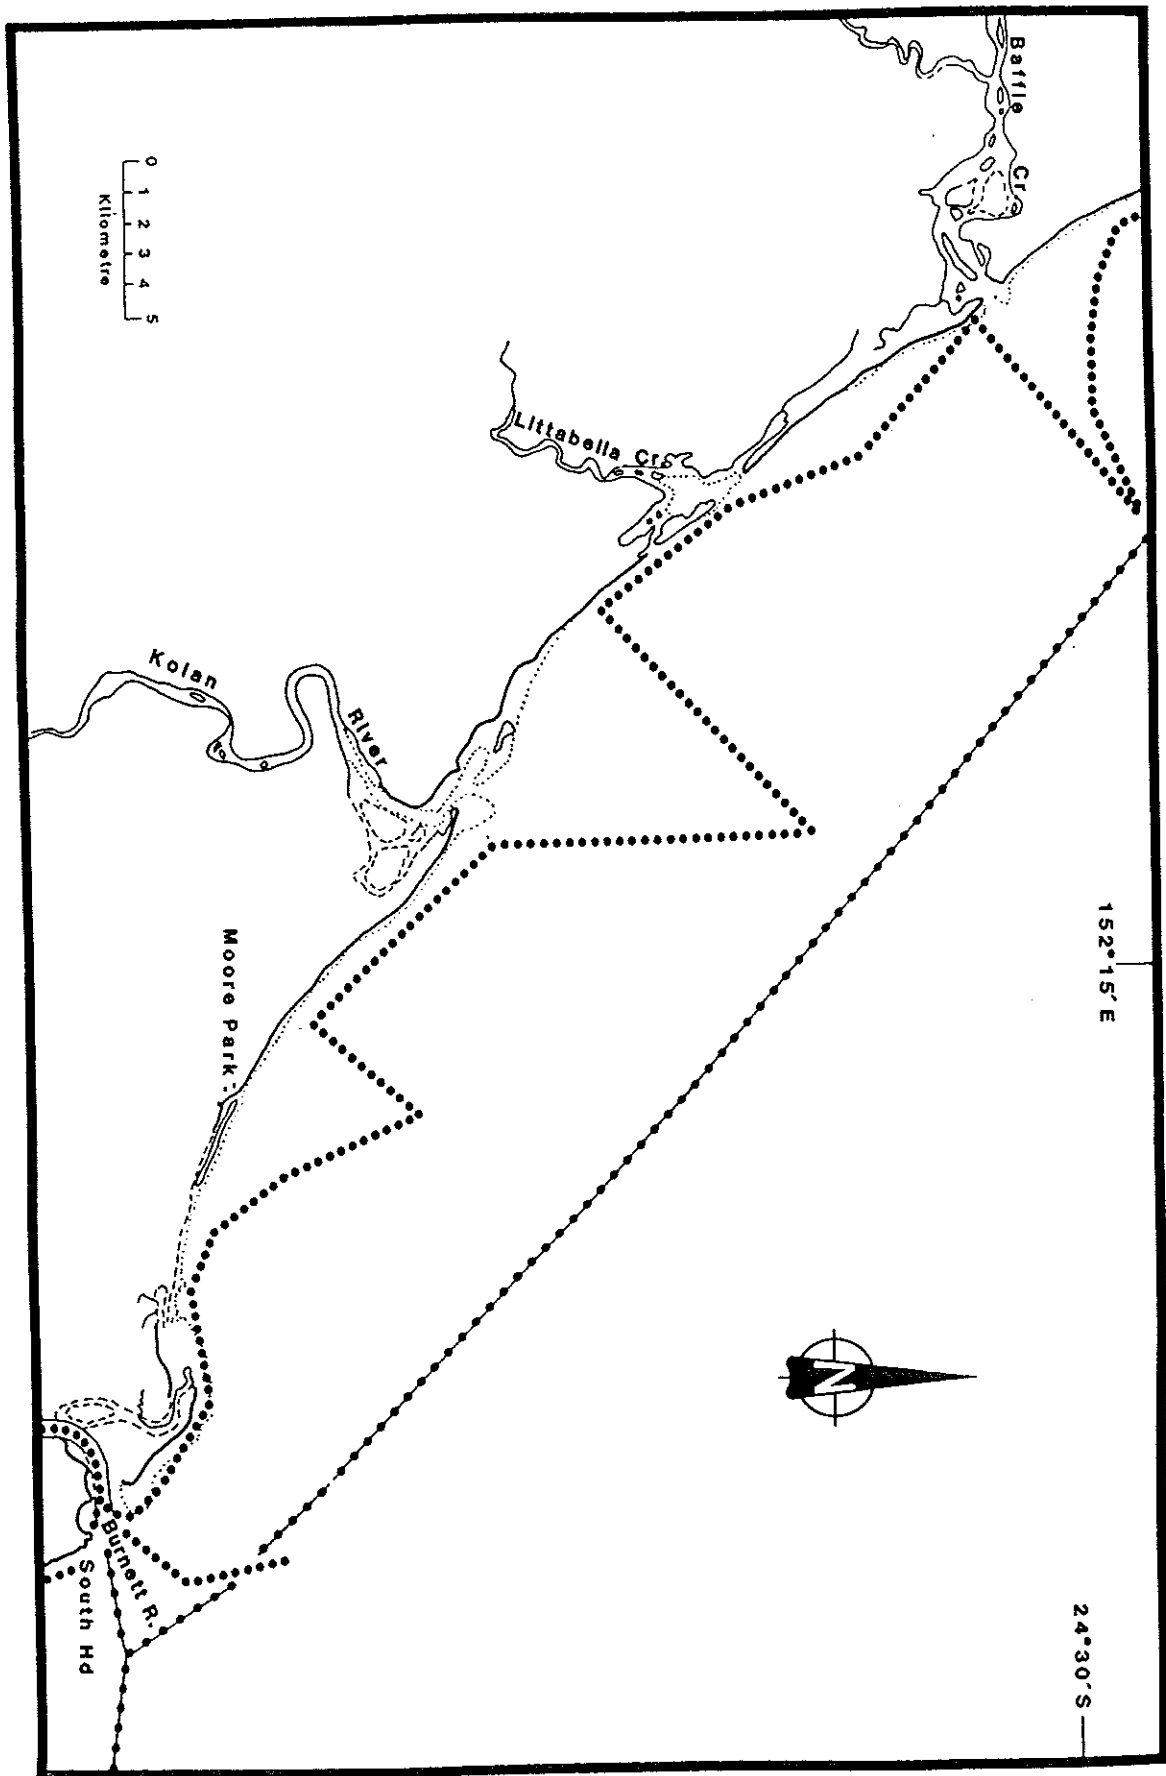 Baffle Cr.
0 1 2 3 4 5
Kilometre
Littabella Cr.
Kolan
River
152°15′E
Moore Park
N
24°30′S
Burnett R.
South Hd